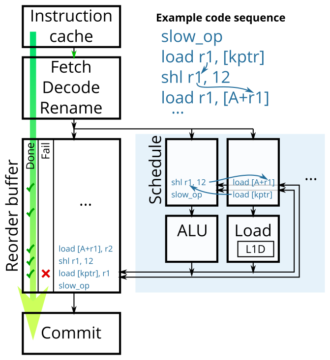 Instruction
cache
Example code sequence
slow_op
load r1, [kptr]
shl r1, 12
load r1, [A+r1]
...
Fetch
Decode
Rename
Reorder buffer
Done
Fail
...
load [A+r1], r2
shl r1, 12
load [kptr], r1
slow_op
Schedule
shl r1, 12
slow_op
load [A+r1]
load [kptr]
...
ALU
Load
L1D
Commit